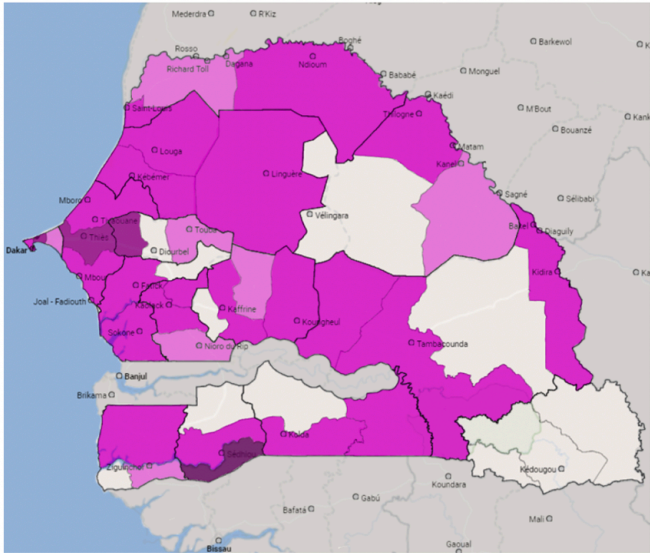 Mederdra
R'Kiz
Rosso
Boghé
Barkewol
Dagana
Richard Toll
Ndioum
Bababé
Monguel
Kaédi
Saint-Louis
Thilogne
M'Bout
Bouanzé
Kank
Louga
Matam
Kanel
Linguère
Kébémer
Mboro
Sagné
Sélibabi
Vélingara
Tivaouane
Touba
Bakel
Diaguily
Thiès
Dakar
Diourbel
Kidira
Mbour
Fatick
Joal - Fadiouth
Kaolack
Kaffrine
Koungheul
Sokone
Nioro du Rip
Tambacounda
Banjul
Brikama
Kolda
Sédhiou
Ziguinchor
Kédougou
Koundara
Gabú
Bafatá
Mali
Bissau
Gaoual